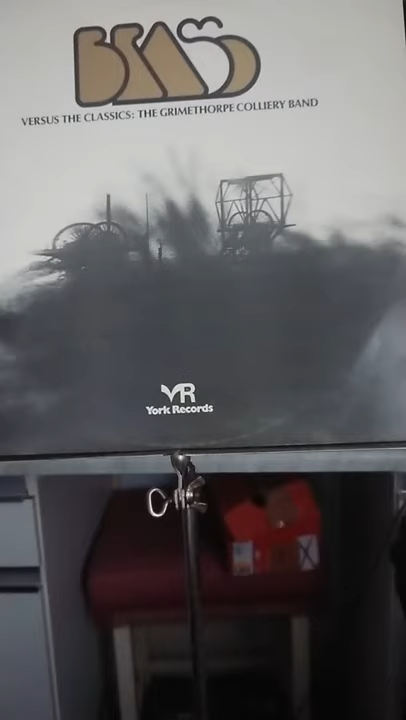 BRASS
VERSUS THE CLASSICS: THE GRIMETHORPE COLLIERY BAND
YR
York Records